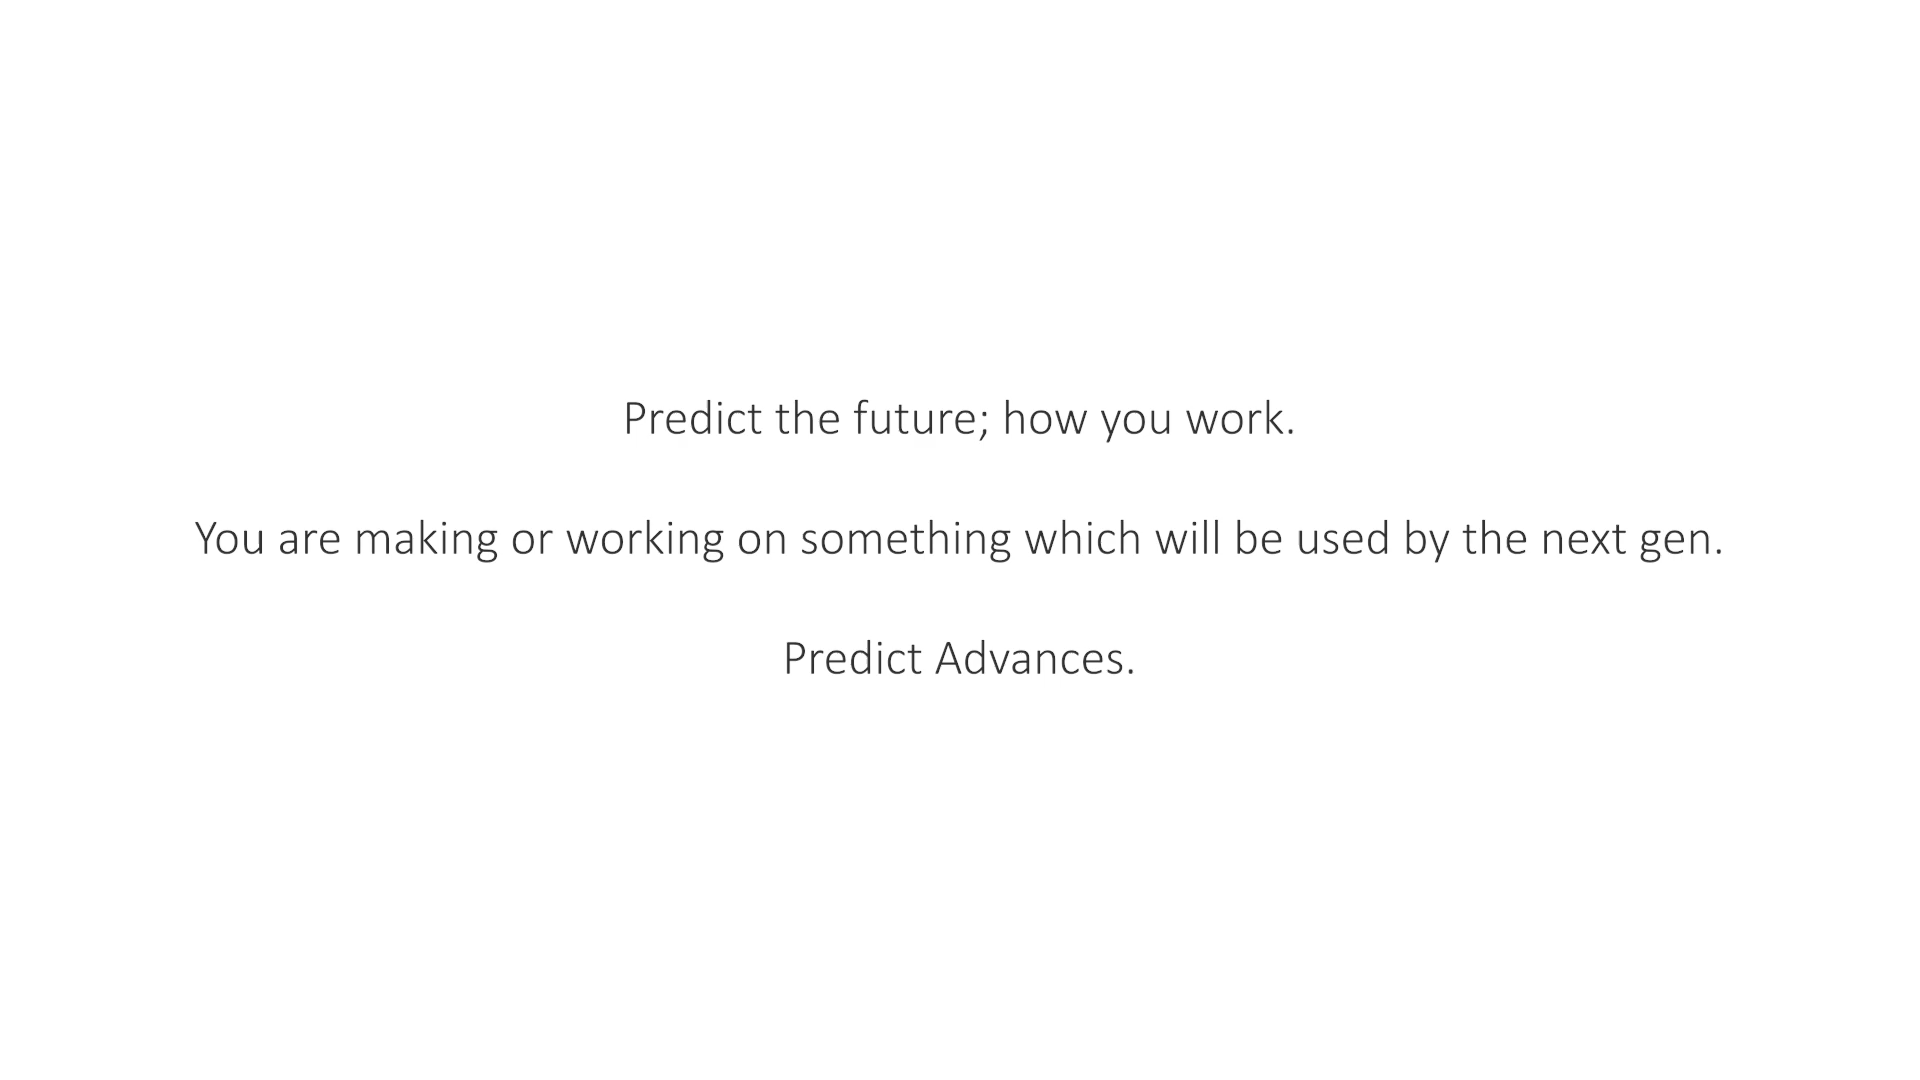 Predict the future; how you work.
You are making or working on something which will be used by the next gen.
Predict Advances.